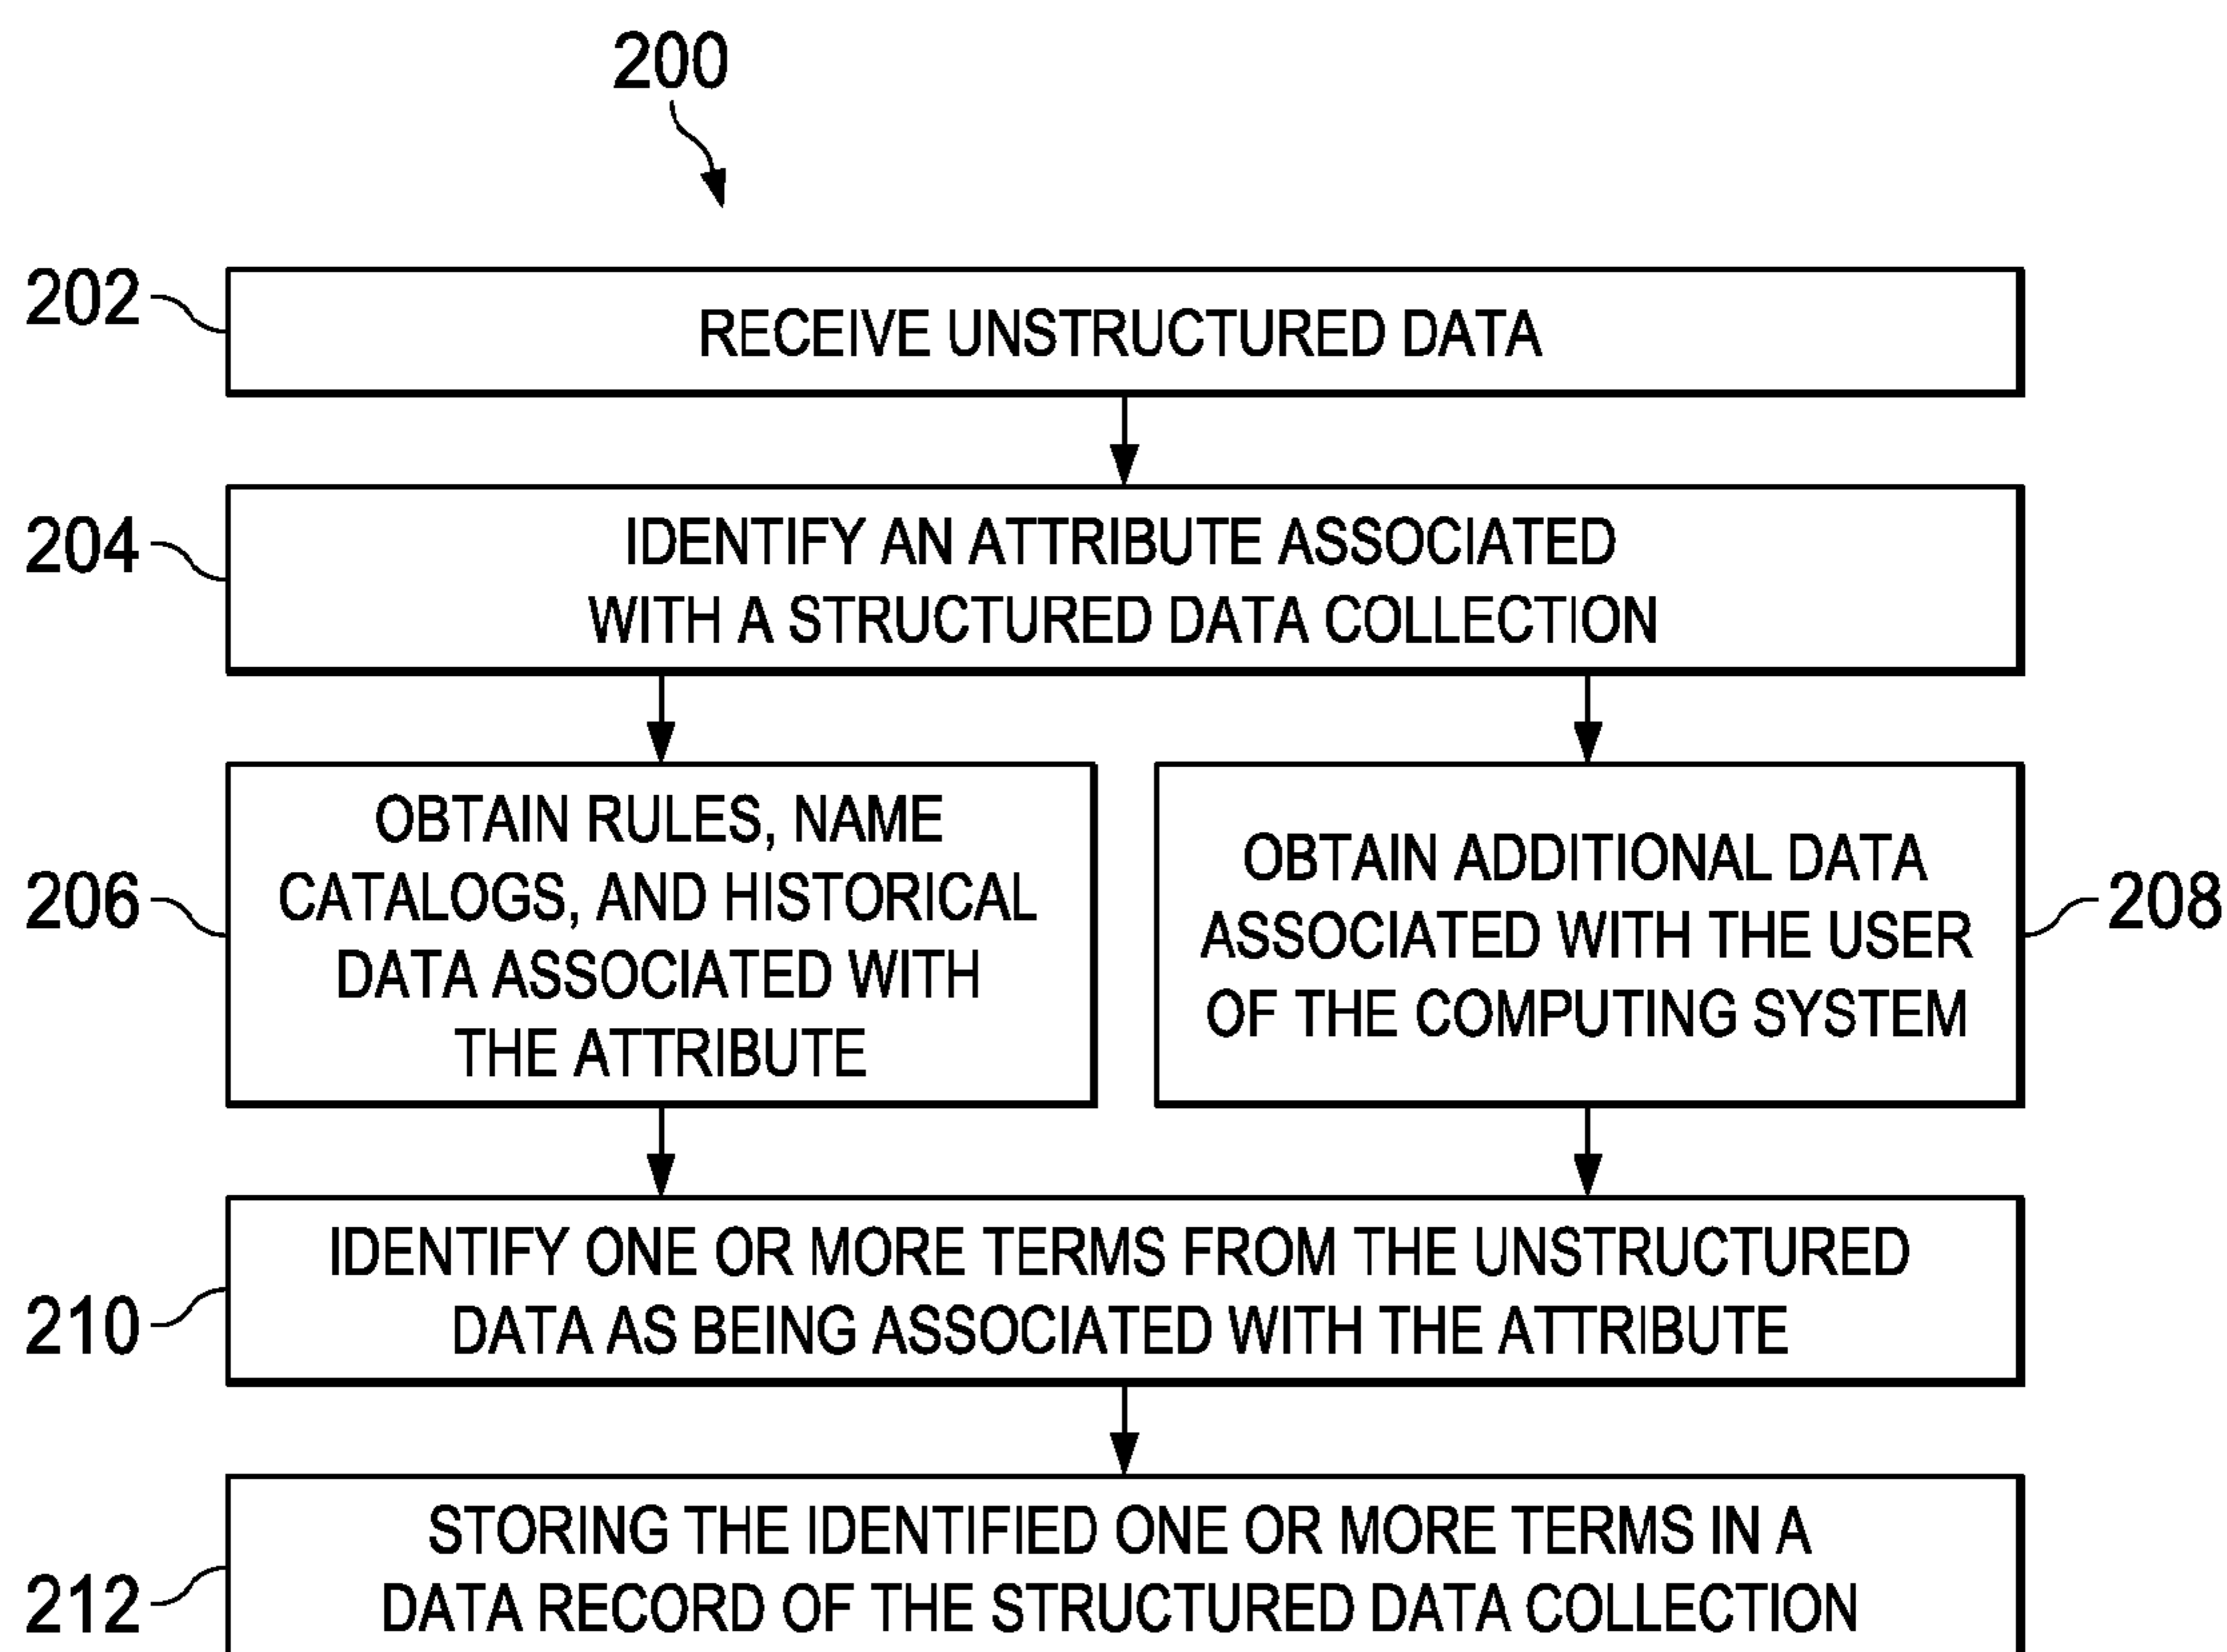 200
202
RECEIVE UNSTRUCTURED DATA
204
IDENTIFY AN ATTRIBUTE ASSOCIATED
WITH A STRUCTURED DATA COLLECTION
206
OBTAIN RULES, NAME
CATALOGS, AND HISTORICAL
DATA ASSOCIATED WITH
THE ATTRIBUTE
OBTAIN ADDITIONAL DATA
ASSOCIATED WITH THE USER
OF THE COMPUTING SYSTEM
208
210
IDENTIFY ONE OR MORE TERMS FROM THE UNSTRUCTURED
DATA AS BEING ASSOCIATED WITH THE ATTRIBUTE
212
STORING THE IDENTIFIED ONE OR MORE TERMS IN A
DATA RECORD OF THE STRUCTURED DATA COLLECTION